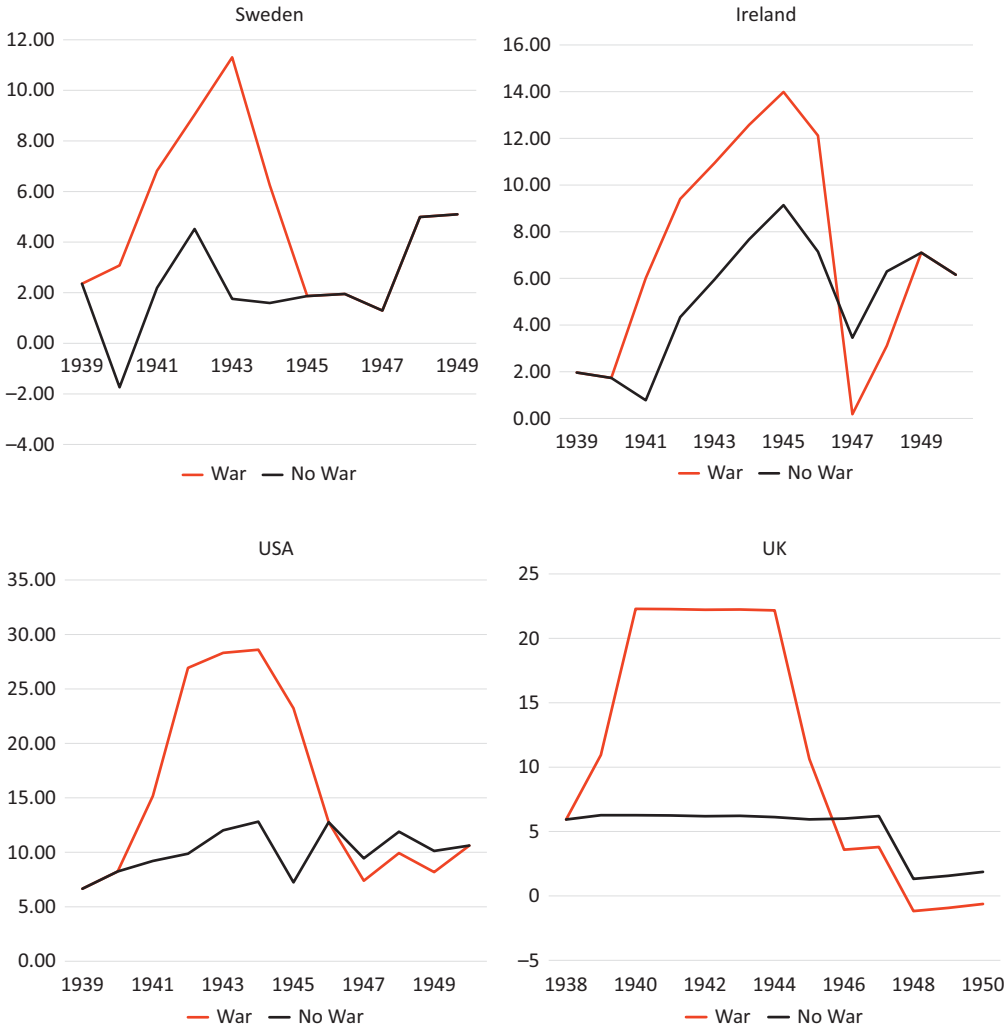 Sweden
12.00
10.00
8.00
6.00
4.00
2.00
0.00
1939 1941 1943 1945 1947 1949
–2.00
–4.00
War No War
Ireland
16.00
14.00
12.00
10.00
8.00
6.00
4.00
2.00
0.00
1939 1941 1943 1945 1947 1949
War No War
USA
35.00
30.00
25.00
20.00
15.00
10.00
5.00
0.00
1939 1941 1943 1945 1947 1949
War No War
UK
25
20
15
10
5
0
–5
1938 1940 1942 1944 1946 1948 1950
War No War